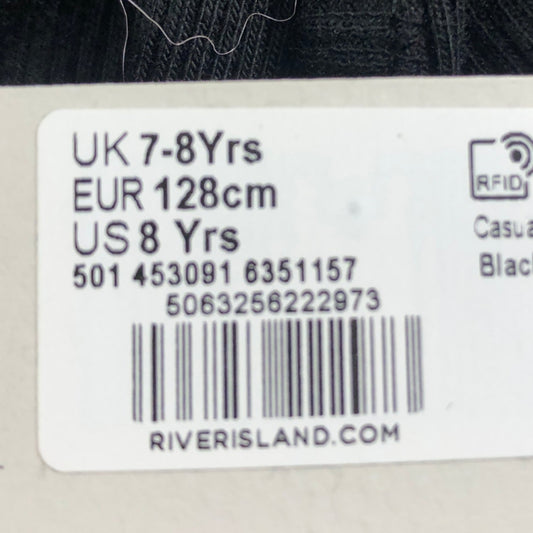 UK 7-8Yrs
EUR 128cm
US 8 Yrs
501 453091 6351157
5063256222973
RIVERISLAND.COM
RFID